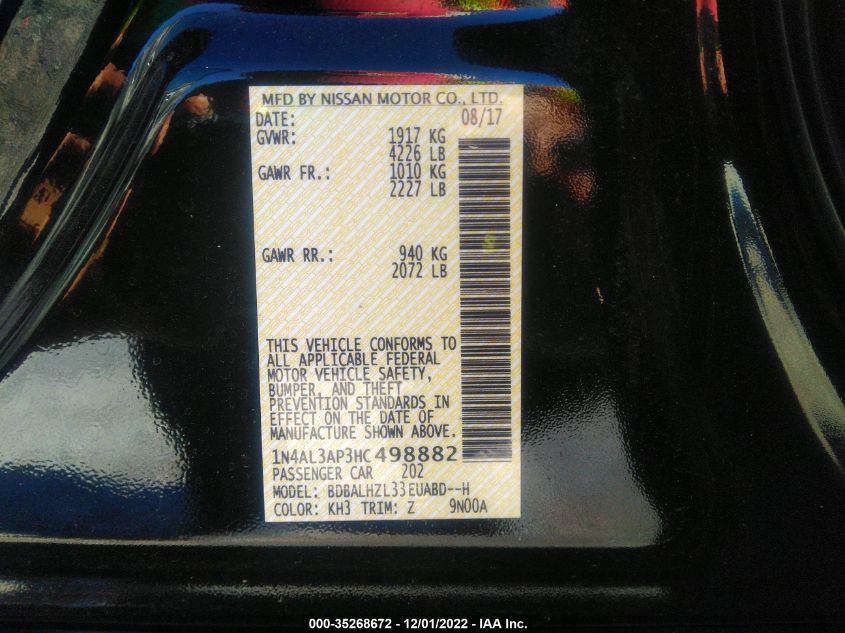 MFD BY NISSAN MOTOR CO., LTD.
DATE: 08/17
GVWR: 1917 KG
4226 LB
GAWR FR.: 1010 KG
2227 LB
GAWR RR.: 940 KG
2072 LB
THIS VEHICLE CONFORMS TO
ALL APPLICABLE FEDERAL
MOTOR VEHICLE SAFETY,
BUMPER, AND THEFT
PREVENTION STANDARDS IN
EFFECT ON THE DATE OF
MANUFACTURE SHOWN ABOVE.
1N4AL3AP3HC498882
PASSENGER CAR 202
MODEL: BDBALHZL33EUABD--H
COLOR: KH3 TRIM: Z 9N00A
000-35268672 - 12/01/2022 - IAA Inc.